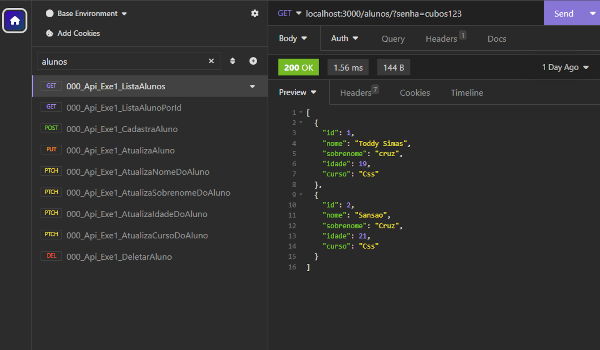 Base Environment
Add Cookies
alunos
GET 000_Api_Exe1_ListaAlunos
GET 000_Api_Exe1_ListaAlunoPorId
POST 000_Api_Exe1_CadastraAluno
PUT 000_Api_Exe1_AtualizaAluno
PTCH 000_Api_Exe1_AtualizaNomeDoAluno
PTCH 000_Api_Exe1_AtualizaSobrenomeDoAluno
PTCH 000_Api_Exe1_AtualizaIdadeDoAluno
PTCH 000_Api_Exe1_AtualizaCursoDoAluno
DEL 000_Api_Exe1_DeletarAluno
GET localhost:3000/alunos/?senha=cubos123 Send
Body Auth Query Headers 1 Docs
200 OK 1.56 ms 144 B 1 Day Ago
Preview Headers 7 Cookies Timeline
1 [
2 {
3 "id": 1,
4 "nome": "Toddy Simas",
5 "sobrenome": "cruz",
6 "idade": 19,
7 "curso": "Css"
8 },
9 {
10 "id": 2,
11 "nome": "Sansao",
12 "sobrenome": "Cruz",
13 "idade": 21,
14 "curso": "Css"
15 }
16 ]